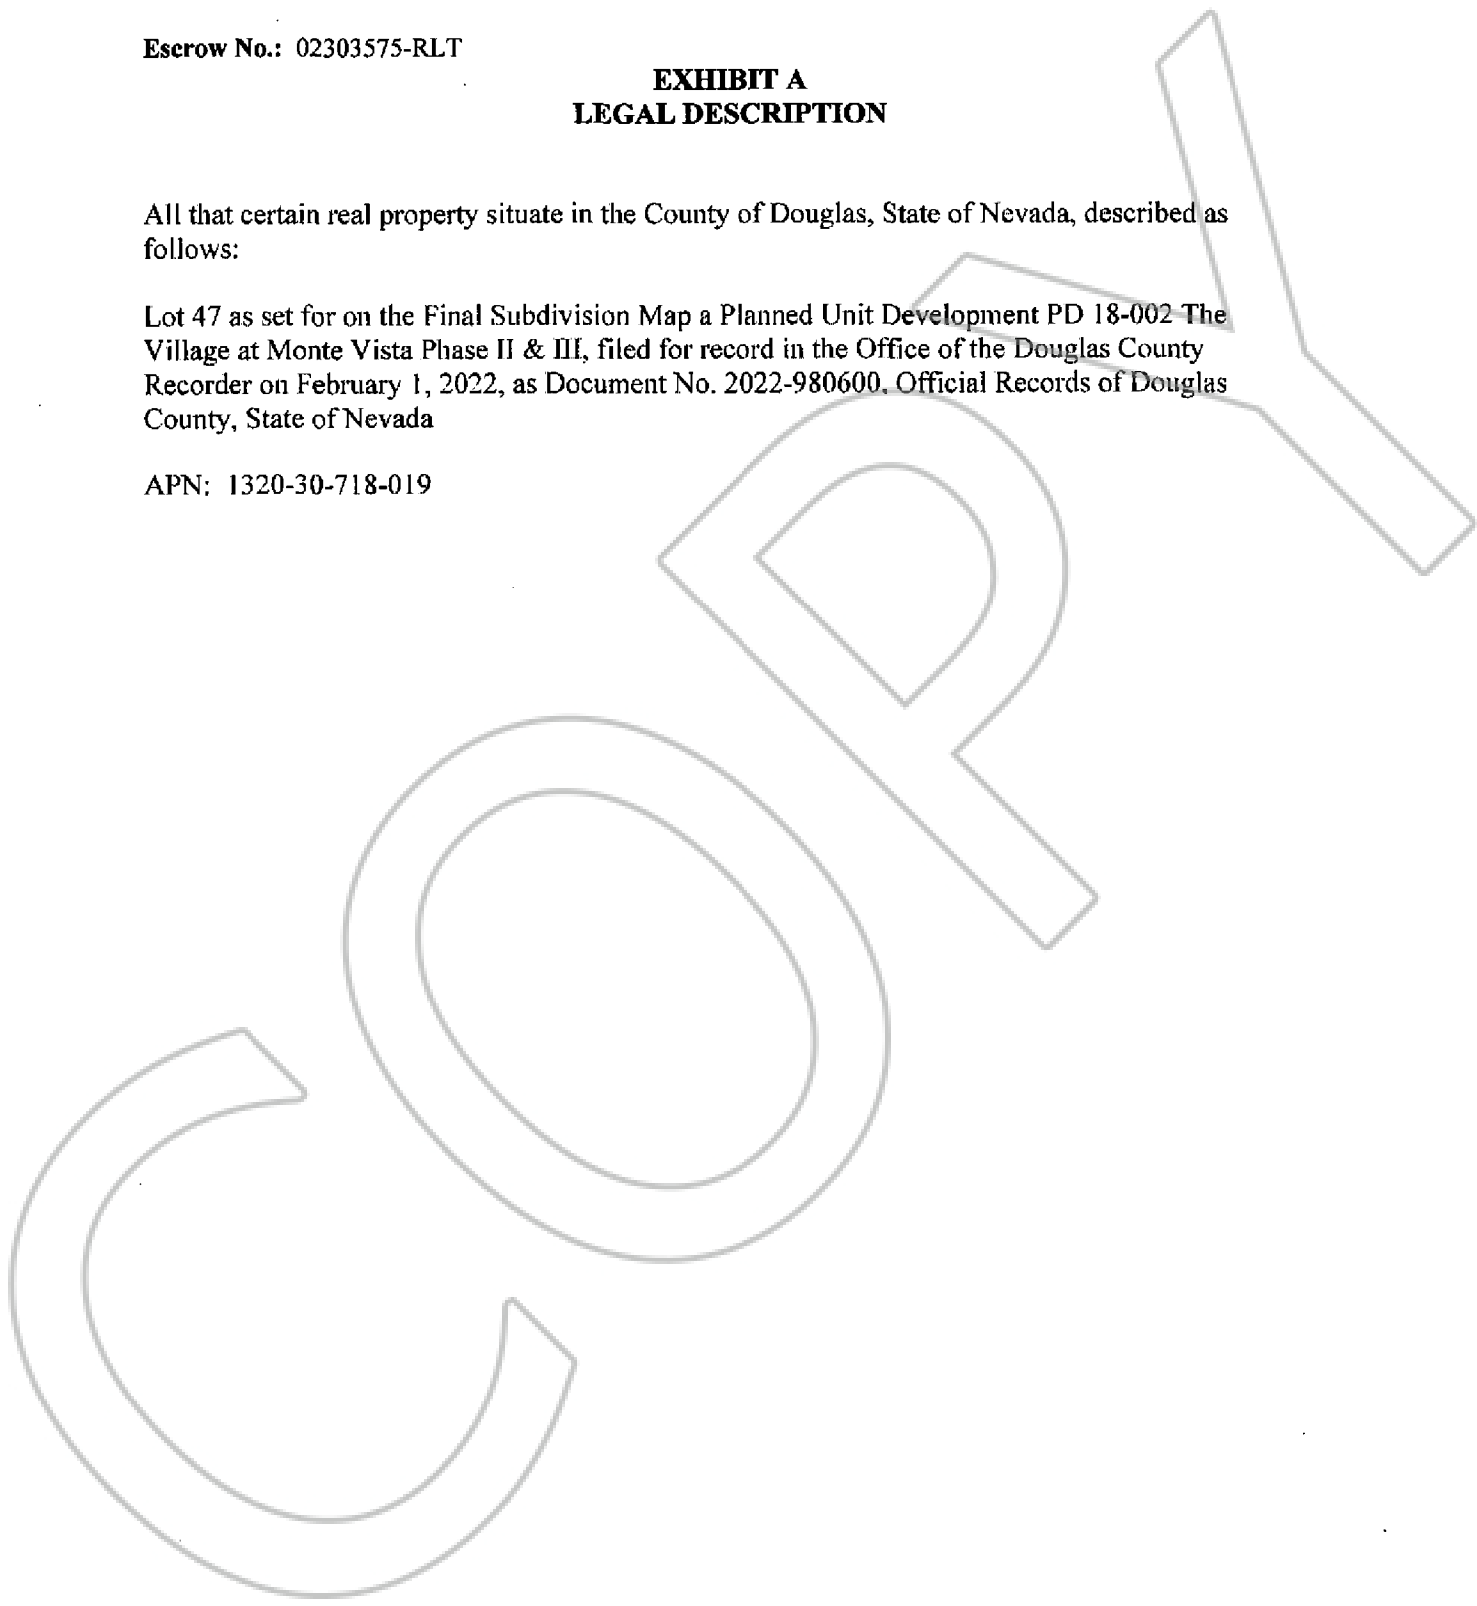 Escrow No.: 02303575-RLT
EXHIBIT A
LEGAL DESCRIPTION
All that certain real property situate in the County of Douglas, State of Nevada, described as
follows:
Lot 47 as set for on the Final Subdivision Map a Planned Unit Development PD 18-002 The
Village at Monte Vista Phase II & III, filed for record in the Office of the Douglas County
Recorder on February 1, 2022, as Document No. 2022-980600, Official Records of Douglas
County, State of Nevada
APN: 1320-30-718-019
COPY